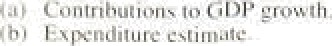 (a) Contributions to GDP growth.
(b) Expenditure estimate.